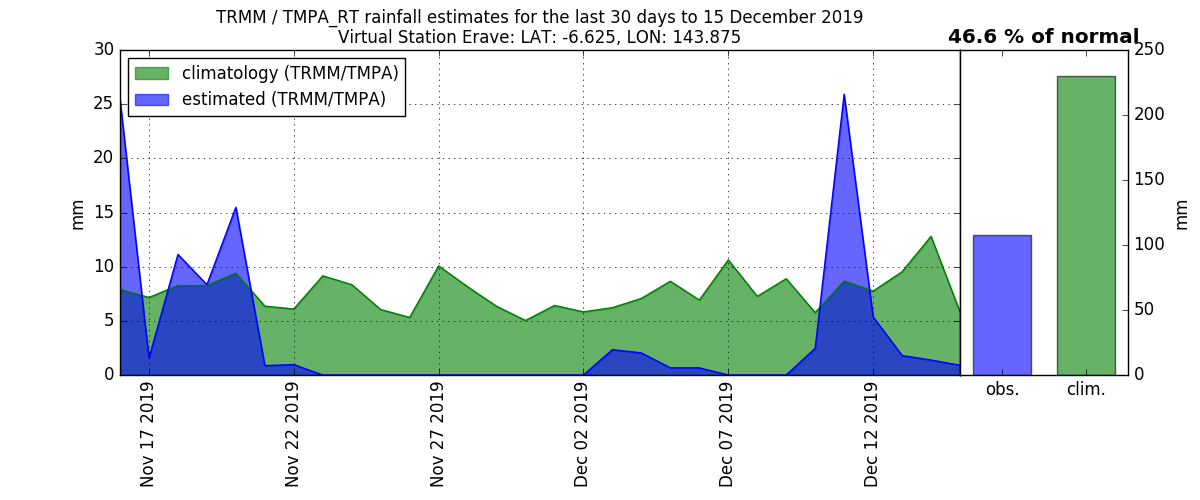 TRMM / TMPA_RT rainfall estimates for the last 30 days to 15 December 2019
Virtual Station Erave: LAT: -6.625, LON: 143.875
46.6 % of normal
climatology (TRMM/TMPA)
estimated (TRMM/TMPA)
30
25
20
15
10
5
0
mm
Nov 17 2019
Nov 22 2019
Nov 27 2019
Dec 02 2019
Dec 07 2019
Dec 12 2019
250
200
150
100
50
0
mm
obs.
clim.